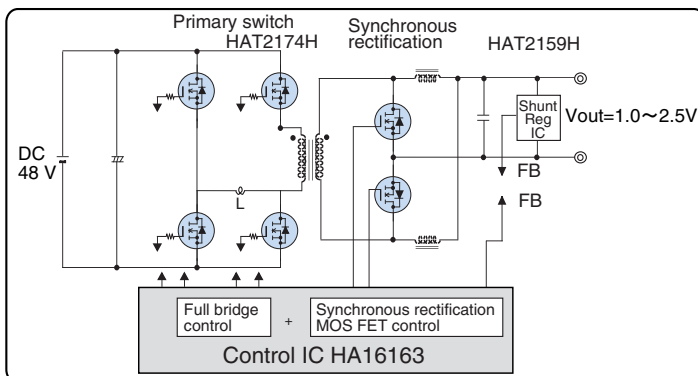 Primary switch
HAT2174H
Synchronous
rectification
HAT2159H
DC
48 V
L
Shunt
Reg
IC
Vout=1.0～2.5V
FB
FB
Full bridge
control
+
Synchronous rectification
MOS FET control
Control IC HA16163